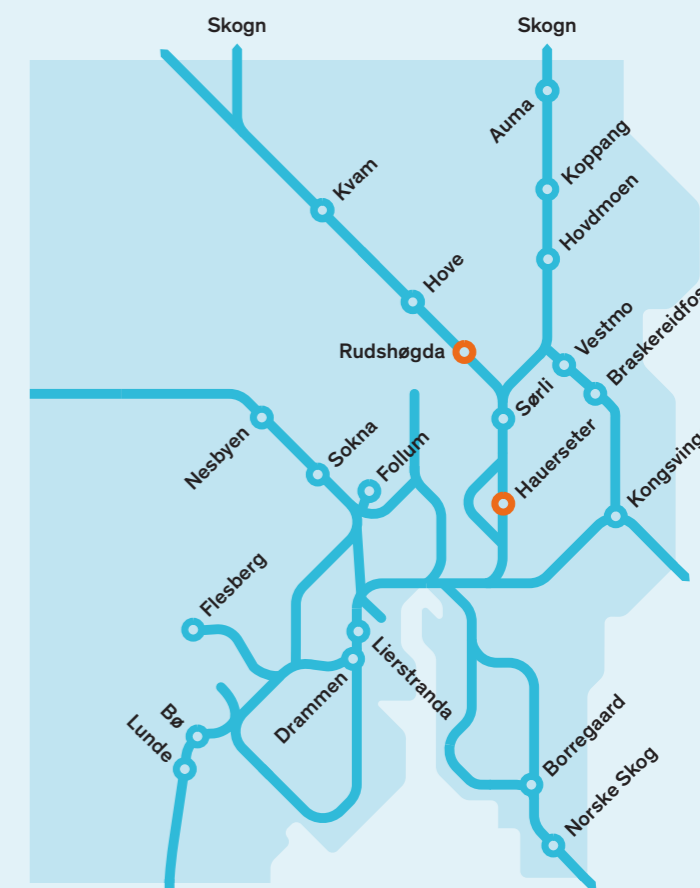 Skogn
Skogn
Auma
Koppang
Kvam
Hovdmoen
Hove
Rudshøgda
Vestmo
Sørli
Nesbyen
Sokna
Follum
Hauerseter
Flesberg
Lierstranda
Drammen
Bø
Lunde
Borregaard
Norske Skog